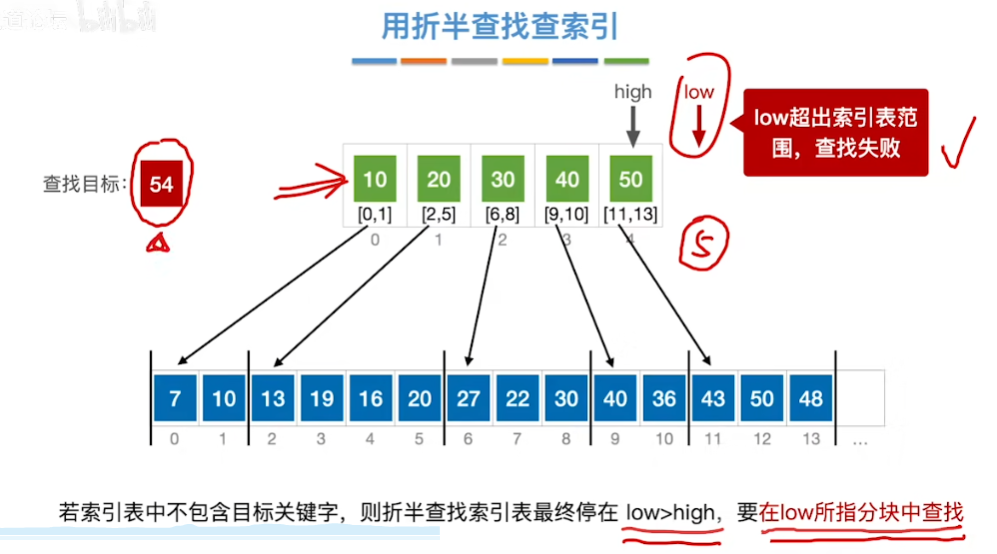 用折半查找查索引
high
low
low超出索引表范
围，查找失败
查找目标：
54
10 20 30 40 50
[0,1] [2,5] [6,8] [9,10] [11,13]
0 1 2 3 4
5
7 10 13 19 16 20 27 22 30 40 36 43 50 48
0 1 2 3 4 5 6 7 8 9 10 11 12 13 ...
若索引表中不包含目标关键字，则折半查找索引表最终停在 low>high，要在low所指分块中查找